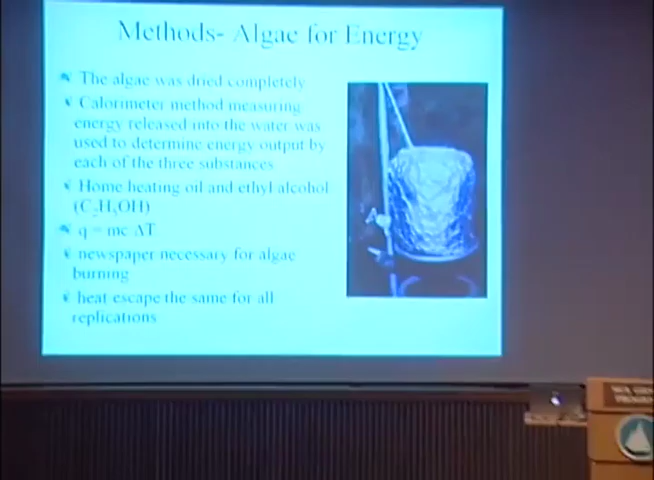 Methods- Algae for Energy
The algae was dried completely
Calorimeter method measuring
energy released into the water was
used to determine energy output by
each of the three substances
Home heating oil and ethyl alcohol
(C₂H₅OH)
q = mc ΔT
newspaper necessary for algae
burning
heat escape the same for all
replications